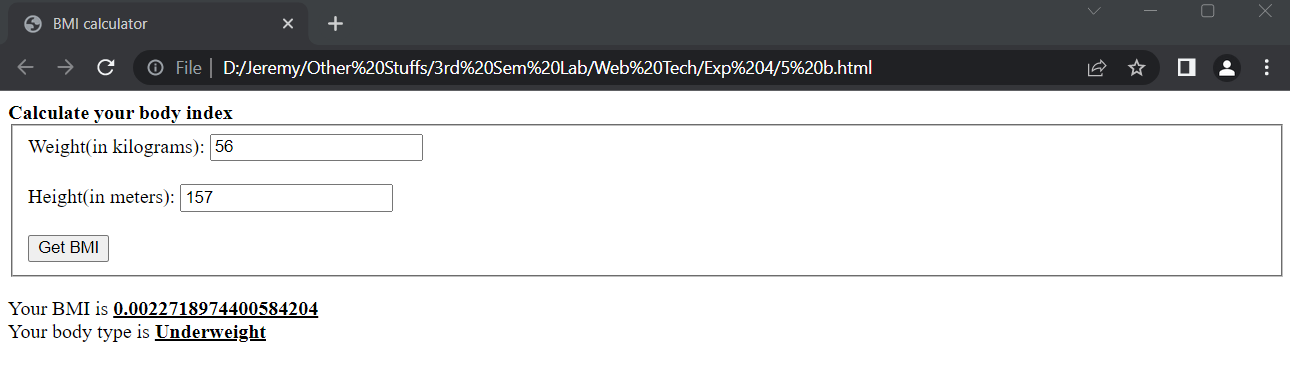 BMI calculator
File | D:/Jeremy/Other%20Stuffs/3rd%20Sem%20Lab/Web%20Tech/Exp%204/5%20b.html
Calculate your body index
Weight(in kilograms): 56
Height(in meters): 157
Get BMI
Your BMI is 0.0022718974400584204
Your body type is Underweight